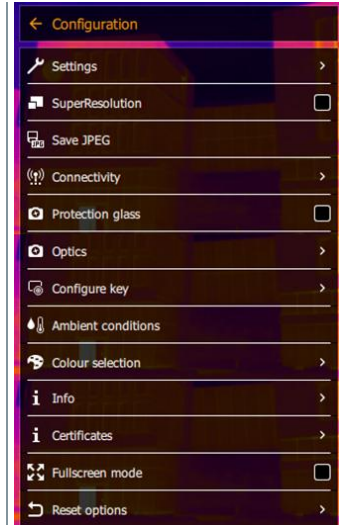 Configuration
Settings
SuperResolution
JPG
Save JPEG
Connectivity
Protection glass
Optics
Configure key
Ambient conditions
Colour selection
i Info
i Certificates
Fullscreen mode
Reset options